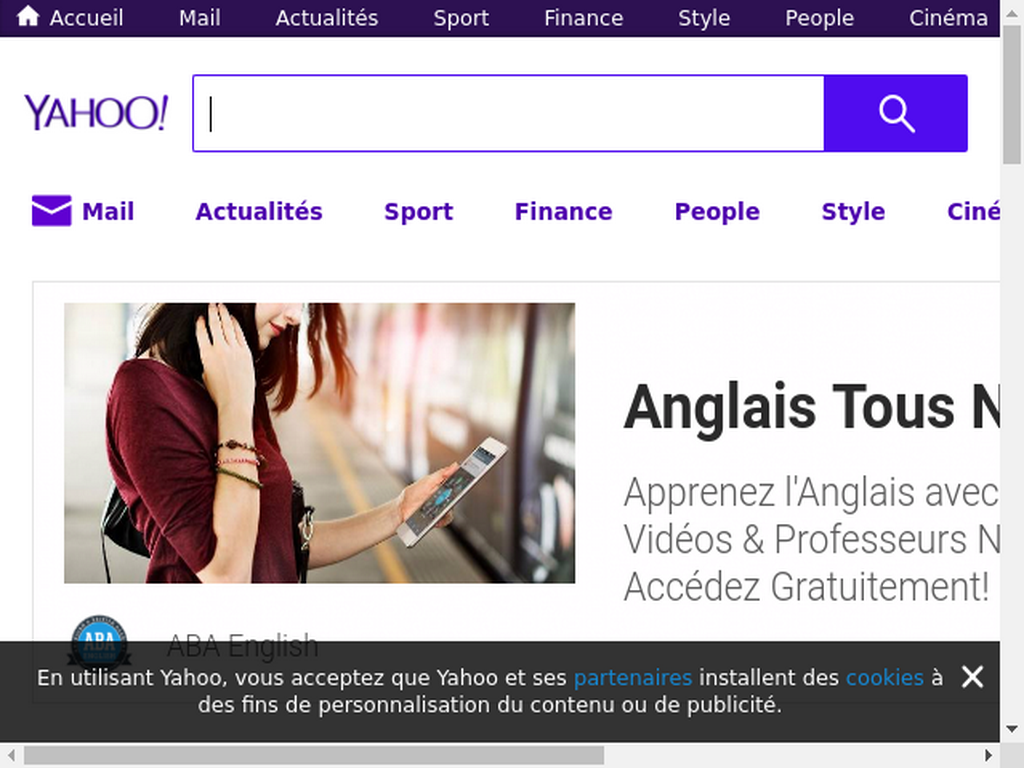 Accueil Mail Actualités Sport Finance Style People Cinéma
YAHOO!
Mail Actualités Sport Finance People Style Ciné
Anglais Tous N
Apprenez l'Anglais avec
Vidéos & Professeurs N
Accédez Gratuitement!
ABA
ENGLISH
ABA English
En utilisant Yahoo, vous acceptez que Yahoo et ses partenaires installent des cookies à
des fins de personnalisation du contenu ou de publicité.